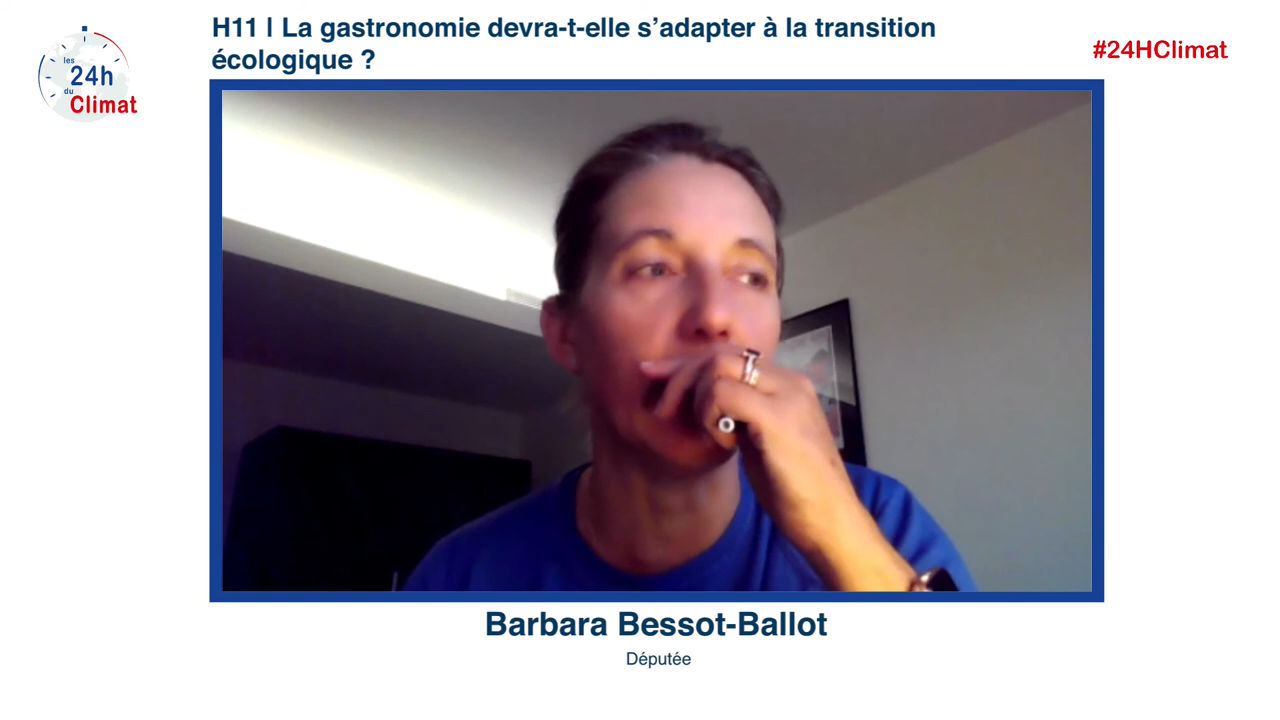 H11 | La gastronomie devra-t-elle s’adapter à la transition
écologique ?
#24HClimat
les
24h
du
Climat
Barbara Bessot-Ballot
Députée